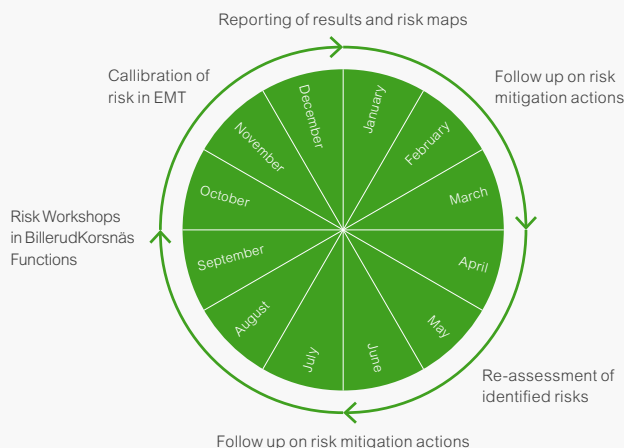 Reporting of results and risk maps
Callibration of
risk in EMT
Follow up on risk
mitigation actions
December
January
November
February
October
March
Risk Workshops
in BillerudKorsnäs
Functions
September
April
August
May
July
June
Re-assessment of
identified risks
Follow up on risk mitigation actions